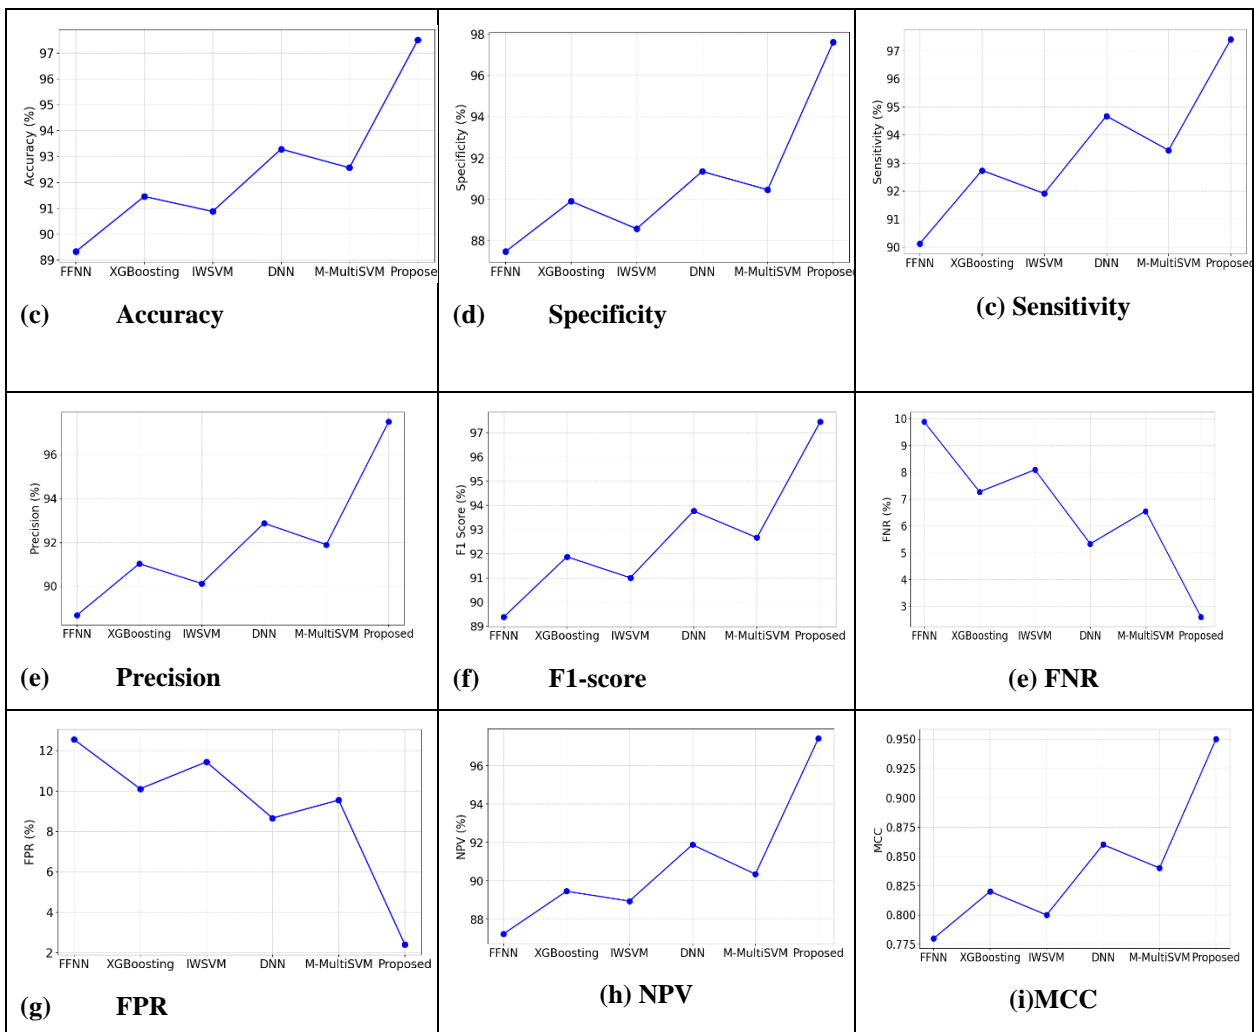 97
96
95
94
93
92
91
90
89
Accuracy (%)
FFNN XGBoosting IWSVM DNN M-MultiSVM Proposed
(c) Accuracy
98
96
94
92
90
88
Specificity (%)
FFNN XGBoosting IWSVM DNN M-MultiSVM Proposed
(d) Specificity
97
96
95
94
93
92
91
90
Sensitivity (%)
FFNN XGBoosting IWSVM DNN M-MultiSVM Proposed
(c) Sensitivity
96
94
92
90
Precision (%)
FFNN XGBoosting IWSVM DNN M-MultiSVM Proposed
(e) Precision
97
96
95
94
93
92
91
90
89
F1 Score (%)
FFNN XGBoosting IWSVM DNN M-MultiSVM Proposed
(f) F1-score
10
9
8
7
6
5
4
3
FNR (%)
FFNN XGBoosting IWSVM DNN M-MultiSVM Proposed
(e) FNR
12
10
8
6
4
2
FPR (%)
FFNN XGBoosting IWSVM DNN M-MultiSVM Proposed
(g) FPR
96
94
92
90
88
NPV (%)
FFNN XGBoosting IWSVM DNN M-MultiSVM Proposed
(h) NPV
0.950
0.925
0.900
0.875
0.850
0.825
0.800
0.775
MCC
FFNN XGBoosting IWSVM DNN M-MultiSVM Proposed
(i)MCC